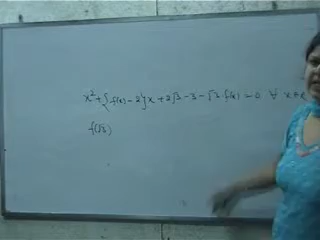 x² + {f(x) - 2}x + 2√3 - 3 - √3 . f(x) = 0 ∀ x ∈ R
f(√3)